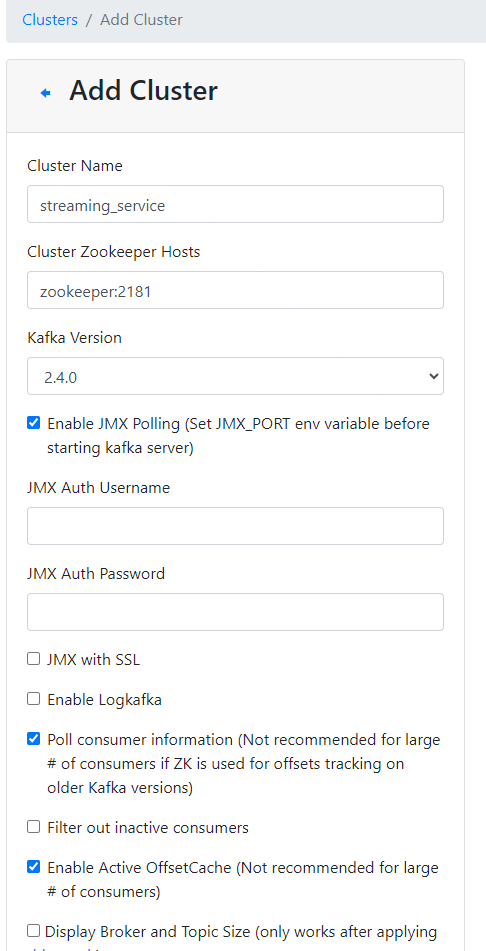 Clusters / Add Cluster
Add Cluster
Cluster Name
streaming_service
Cluster Zookeeper Hosts
zookeeper:2181
Kafka Version
2.4.0
Enable JMX Polling (Set JMX_PORT env variable before
starting kafka server)
JMX Auth Username
JMX Auth Password
JMX with SSL
Enable Logkafka
Poll consumer information (Not recommended for large
# of consumers if ZK is used for offsets tracking on
older Kafka versions)
Filter out inactive consumers
Enable Active OffsetCache (Not recommended for large
# of consumers)
Display Broker and Topic Size (only works after applying